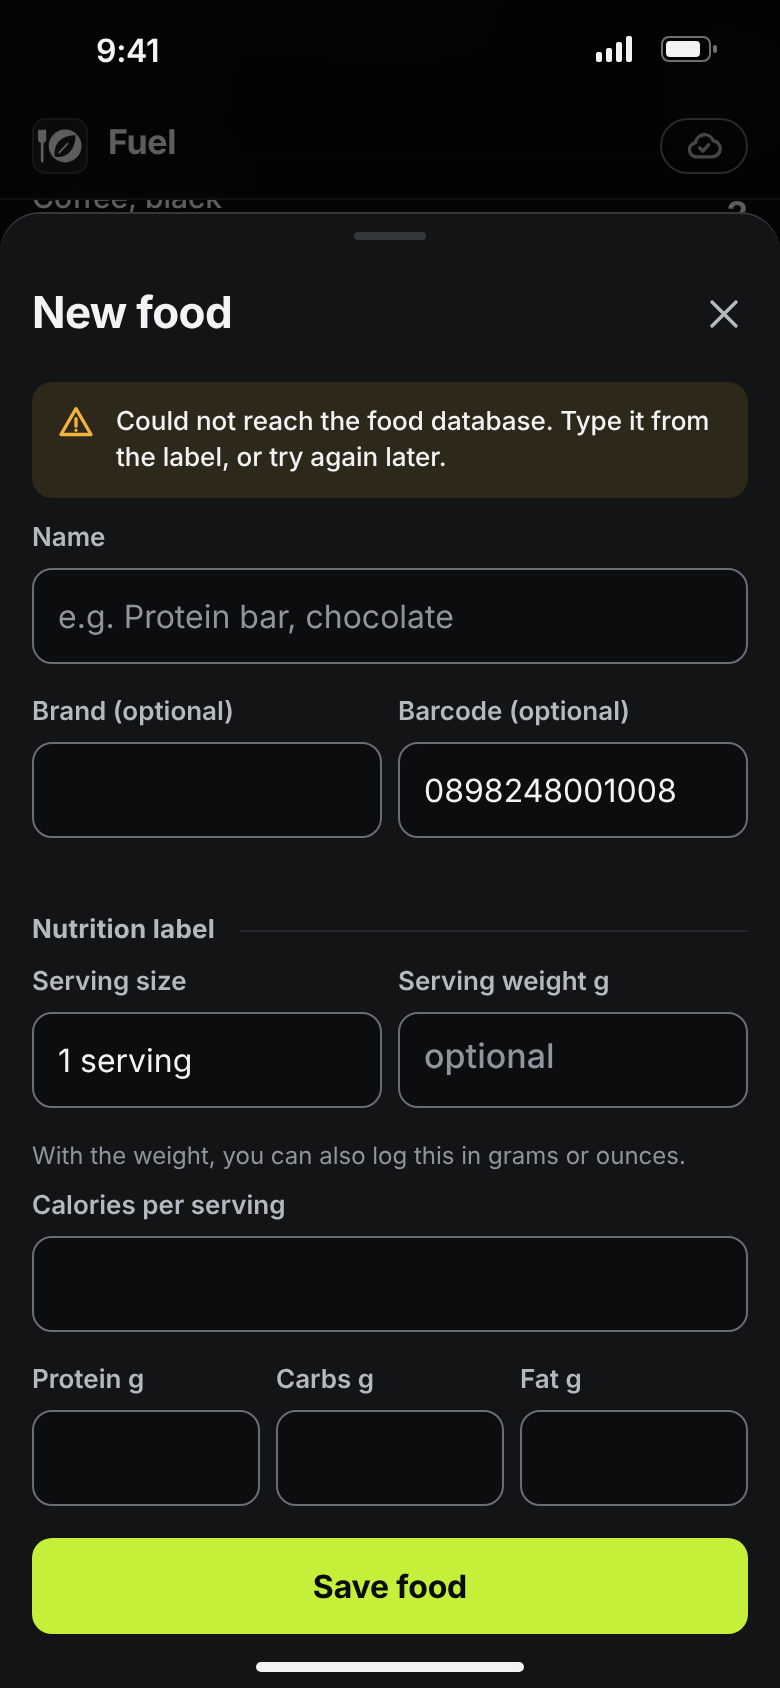 9:41
Fuel
Coffee, black
New food
Could not reach the food database. Type it from
the label, or try again later.
Name
e.g. Protein bar, chocolate
Brand (optional)
Barcode (optional)
0898248001008
Nutrition label
Serving size
Serving weight g
1 serving
optional
With the weight, you can also log this in grams or ounces.
Calories per serving
Protein g
Carbs g
Fat g
Save food